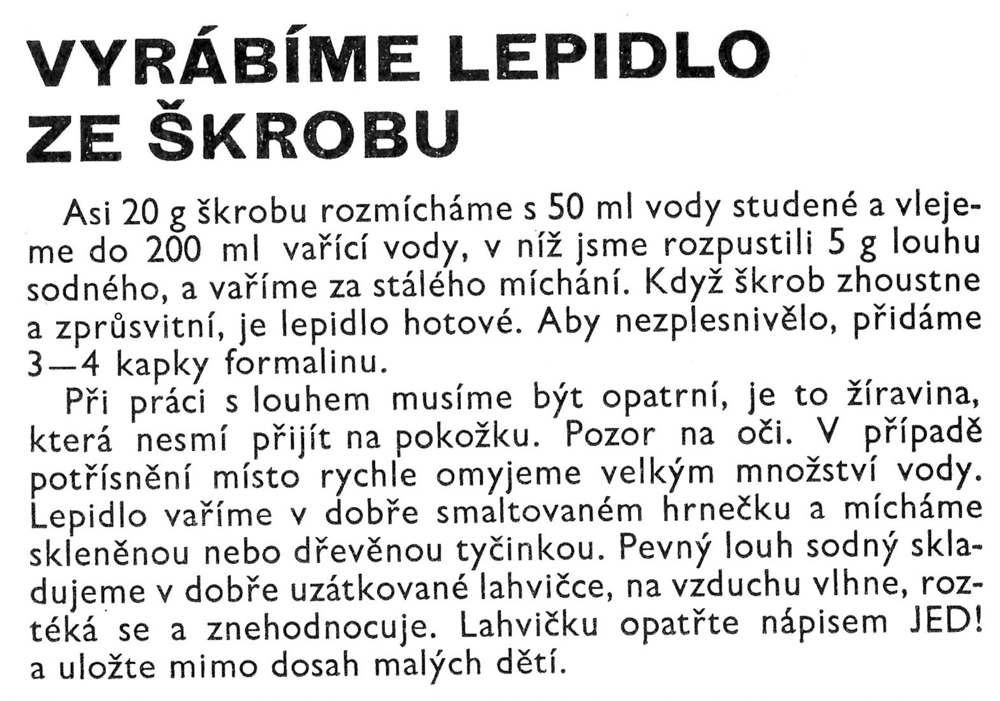 VYRÁBÍME LEPIDLO
ZE ŠKROBU
Asi 20 g škrobu rozmícháme s 50 ml vody studené a vleje-
me do 200 ml vařící vody, v níž jsme rozpustili 5 g louhu
sodného, a vaříme za stálého míchání. Když škrob zhoustne
a zprůsvitní, je lepidlo hotové. Aby nezplesnivělo, přidáme
3—4 kapky formalinu.
Při práci s louhem musíme být opatrní, je to žíravina,
která nesmí přijít na pokožku. Pozor na oči. V případě
potřísnění místo rychle omyjeme velkým množství vody.
Lepidlo vaříme v dobře smaltovaném hrnečku a mícháme
skleněnou nebo dřevěnou tyčinkou. Pevný louh sodný skla-
dujeme v dobře uzátkované lahvičce, na vzduchu vlhne, roz-
téká se a znehodnocuje. Lahvičku opatřte nápisem JED!
a uložte mimo dosah malých dětí.